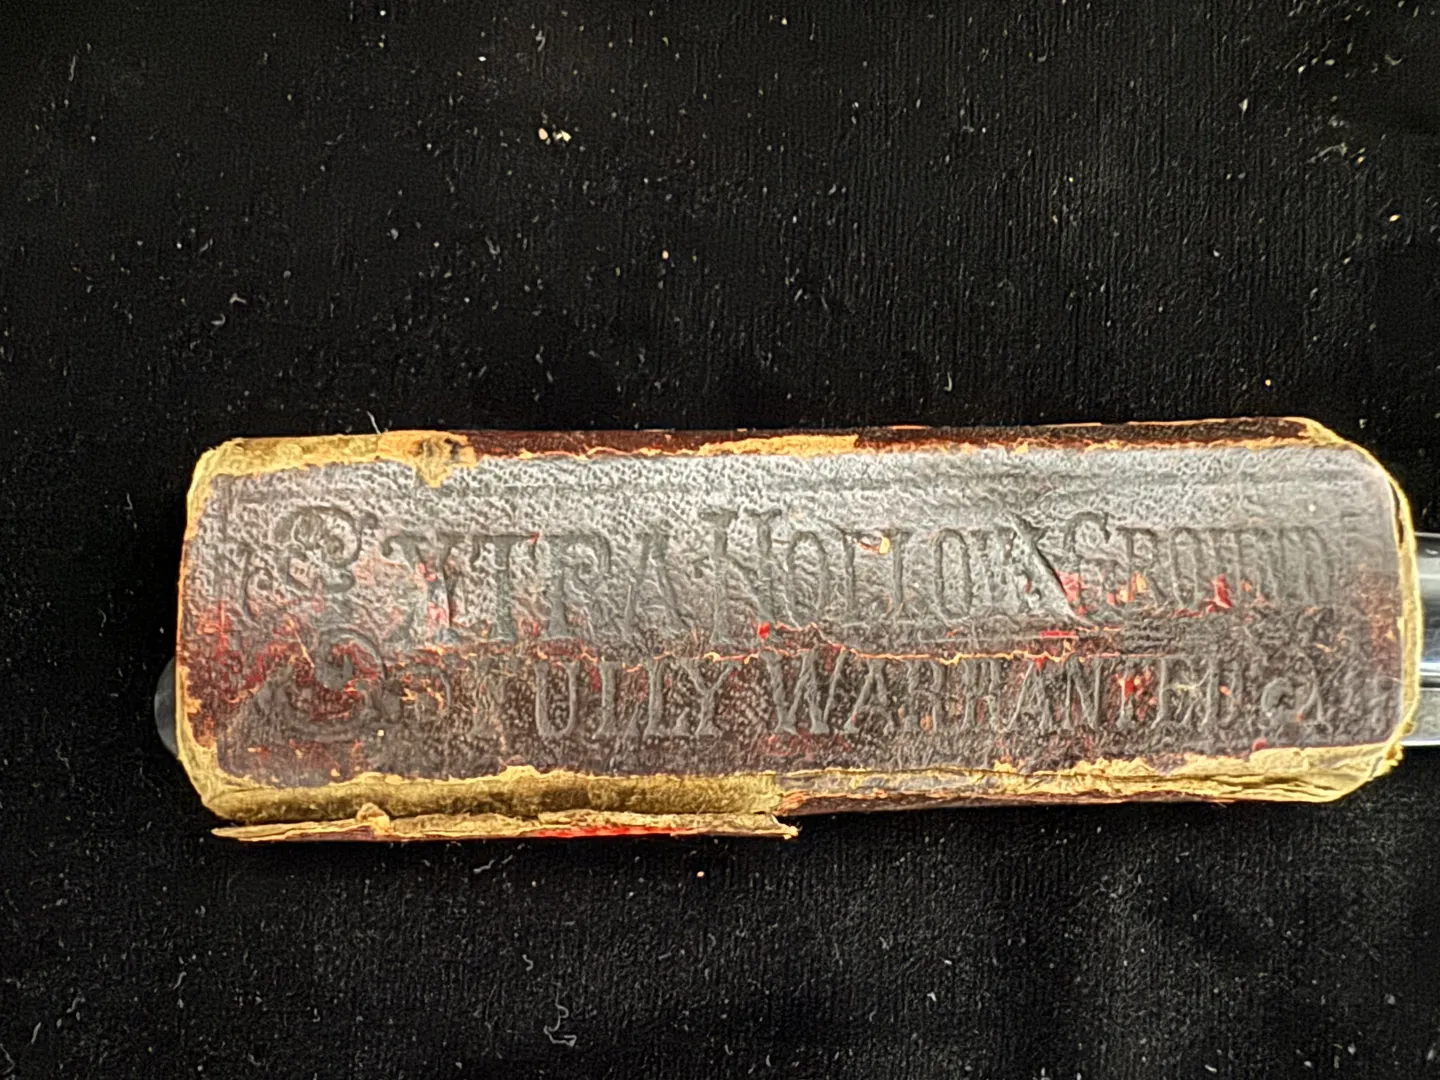 Extra Hollow Ground
& Fully Warranted